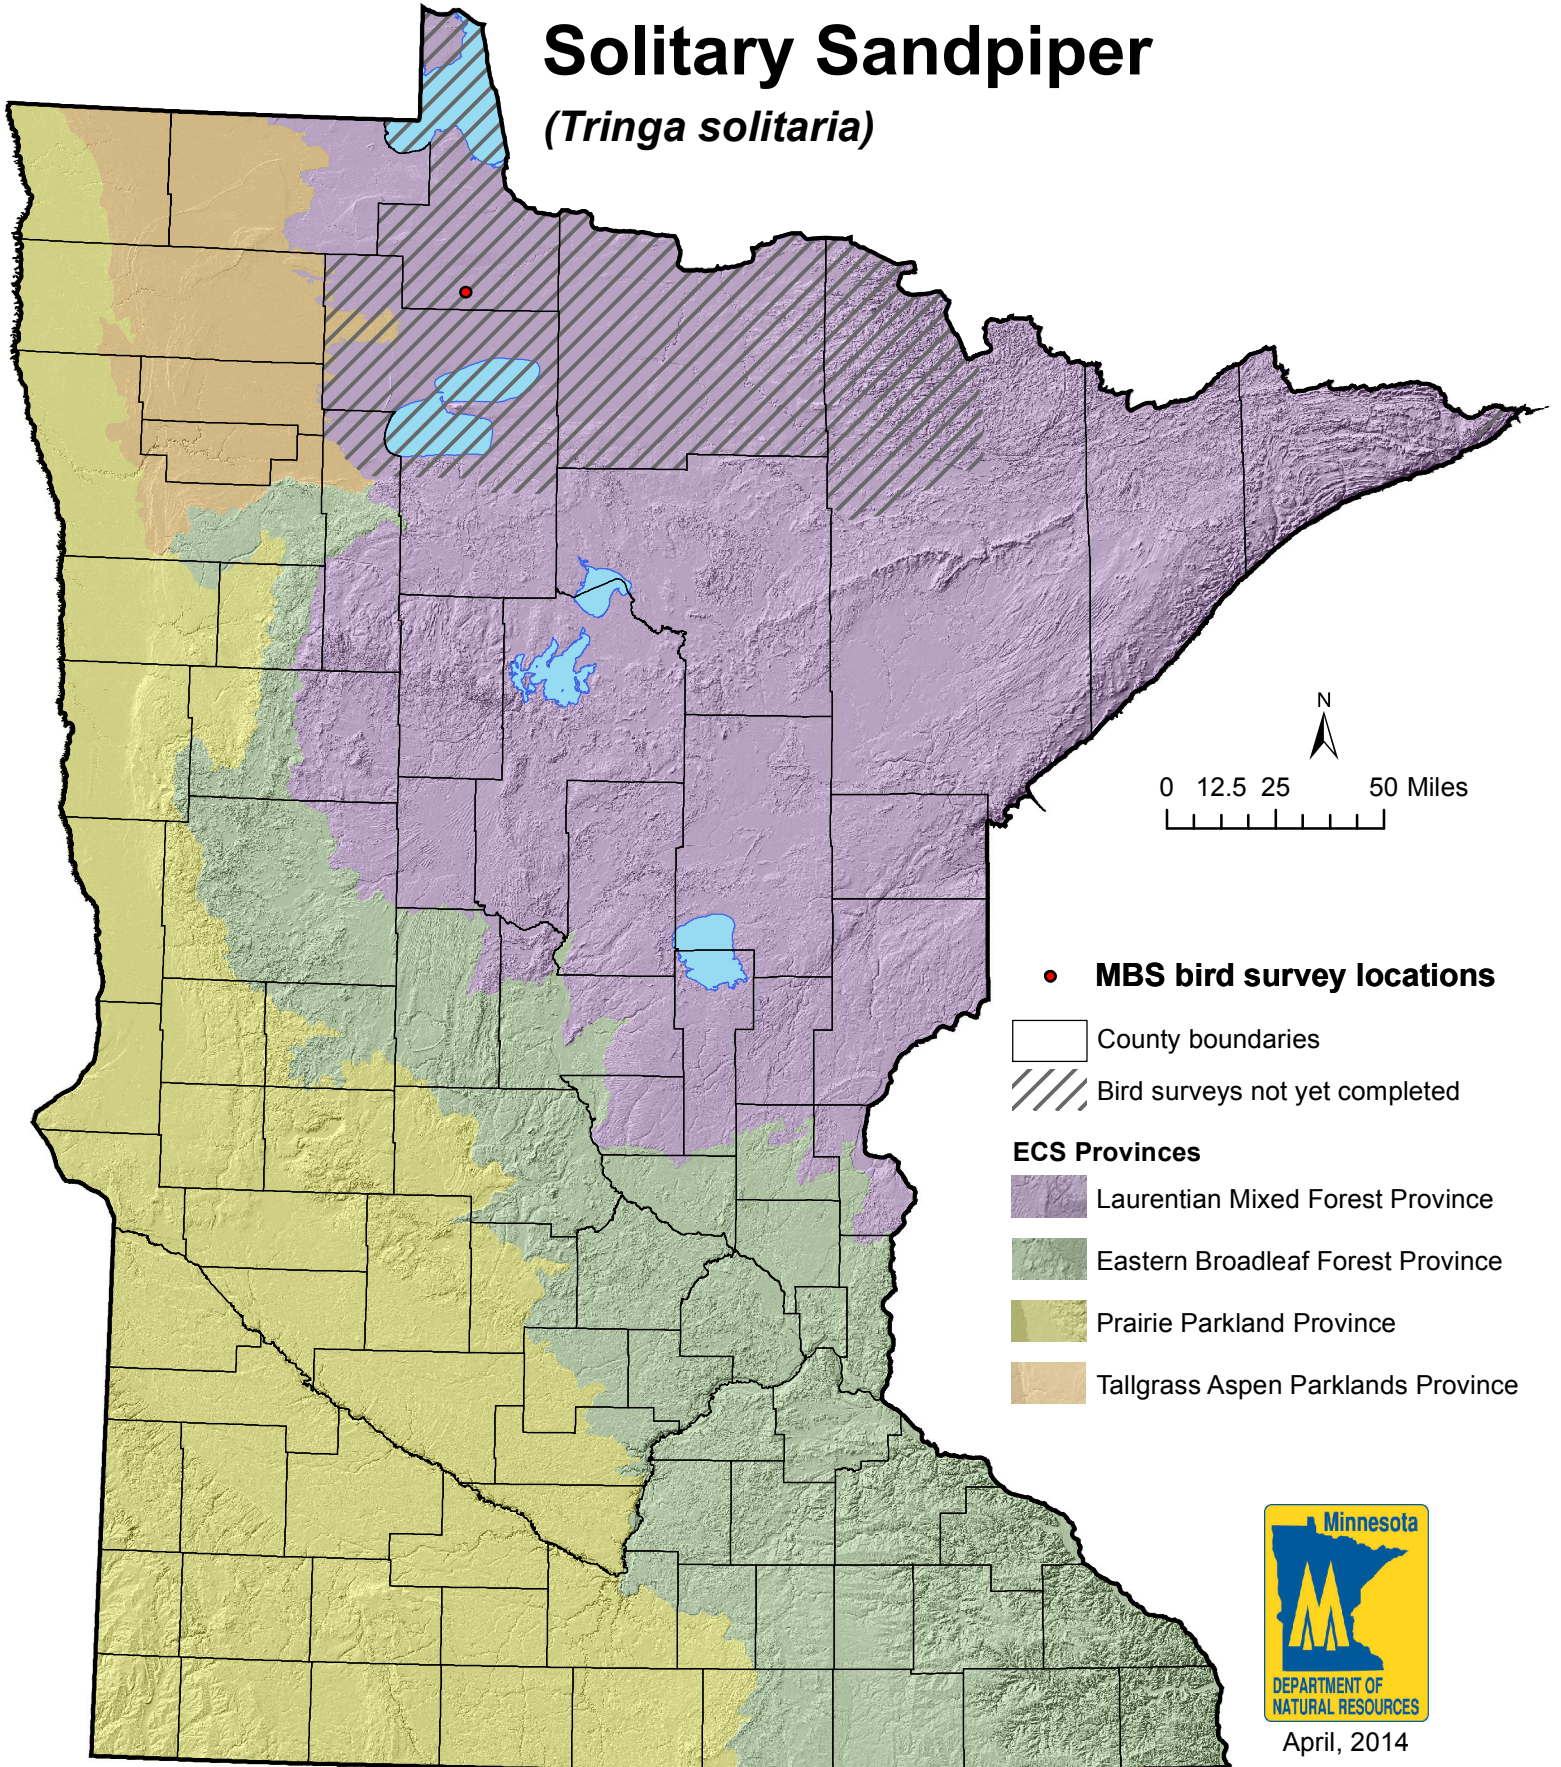 Solitary Sandpiper
(Tringa solitaria)
N
0 12.5 25 50 Miles
MBS bird survey locations
County boundaries
Bird surveys not yet completed
ECS Provinces
Laurentian Mixed Forest Province
Eastern Broadleaf Forest Province
Prairie Parkland Province
Tallgrass Aspen Parklands Province
Minnesota
DEPARTMENT OF
NATURAL RESOURCES
April, 2014